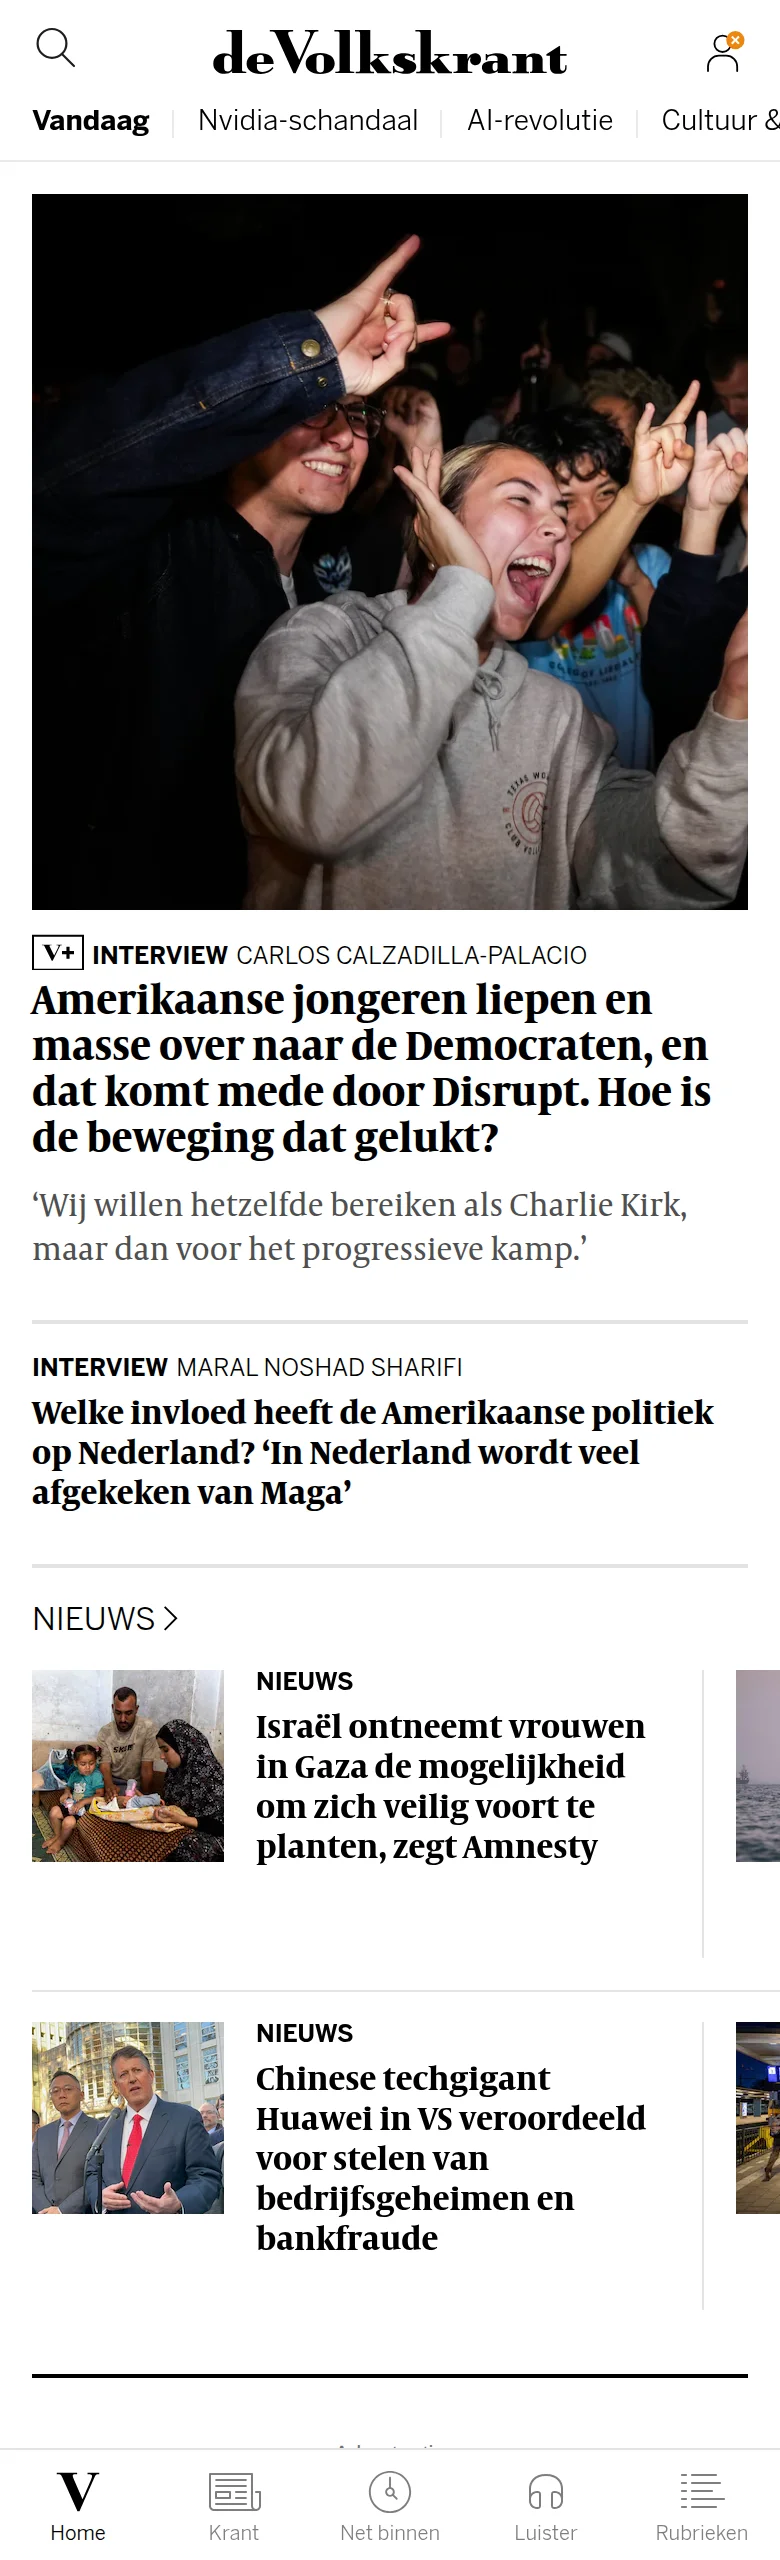 deVolkskrant
Vandaag
Nvidia-schandaal
AI-revolutie
Cultuur &
TEXAS
V+ INTERVIEW CARLOS CALZADILLA-PALACIO
Amerikaanse jongeren liepen en
masse over naar de Democraten, en
dat komt mede door Disrupt. Hoe is
de beweging dat gelukt?
‘Wij willen hetzelfde bereiken als Charlie Kirk,
maar dan voor het progressieve kamp.’
INTERVIEW MARAL NOSHAD SHARIFI
Welke invloed heeft de Amerikaanse politiek
op Nederland? ‘In Nederland wordt veel
afgekeken van Maga’
NIEUWS
NIEUWS
Israël ontneemt vrouwen
in Gaza de mogelijkheid
om zich veilig voort te
planten, zegt Amnesty
NIEUWS
Chinese techgigant
Huawei in VS veroordeeld
voor stelen van
bedrijfsgeheimen en
bankfraude
V
Home
Krant
Net binnen
Luister
Rubrieken